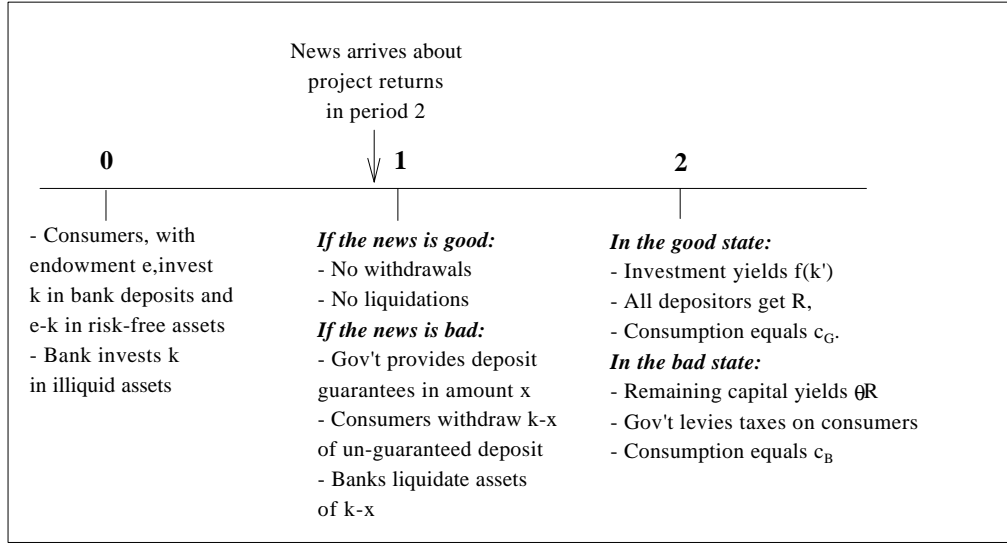 News arrives about
project returns
in period 2
0
1
2
- Consumers, with
endowment e,invest
k in bank deposits and
e-k in risk-free assets
- Bank invests k
in illiquid assets
If the news is good:
- No withdrawals
- No liquidations
If the news is bad:
- Gov't provides deposit
guarantees in amount x
- Consumers withdraw k-x
of un-guaranteed deposit
- Banks liquidate assets
of k-x
In the good state:
- Investment yields f(k')
- All depositors get R,
- Consumption equals c_G.
In the bad state:
- Remaining capital yields θR
- Gov't levies taxes on consumers
- Consumption equals c_B